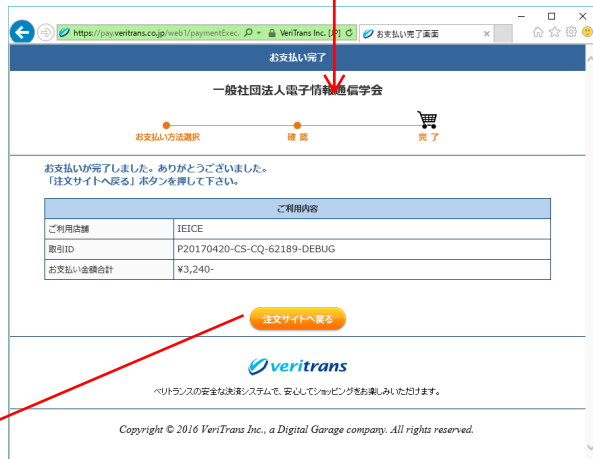 https://pay.veritrans.co.jp/web1/paymentExec. VeriTrans Inc. [JP] お支払い完了画面
お支払い完了
一般社団法人電子情報通信学会
お支払い方法選択 確 認 完 了
お支払いが完了しました。ありがとうございました。
「注文サイトへ戻る」ボタンを押して下さい。
ご利用内容
ご利用店舗 IEICE
取引ID P20170420-CS-CQ-62189-DEBUG
お支払い金額合計 ¥3,240-
注文サイトへ戻る
veritrans
ベリトランスの安全な決済システムで、安心してショッピングをお楽しみいただけます。
Copyright © 2016 VeriTrans Inc., a Digital Garage company. All rights reserved.